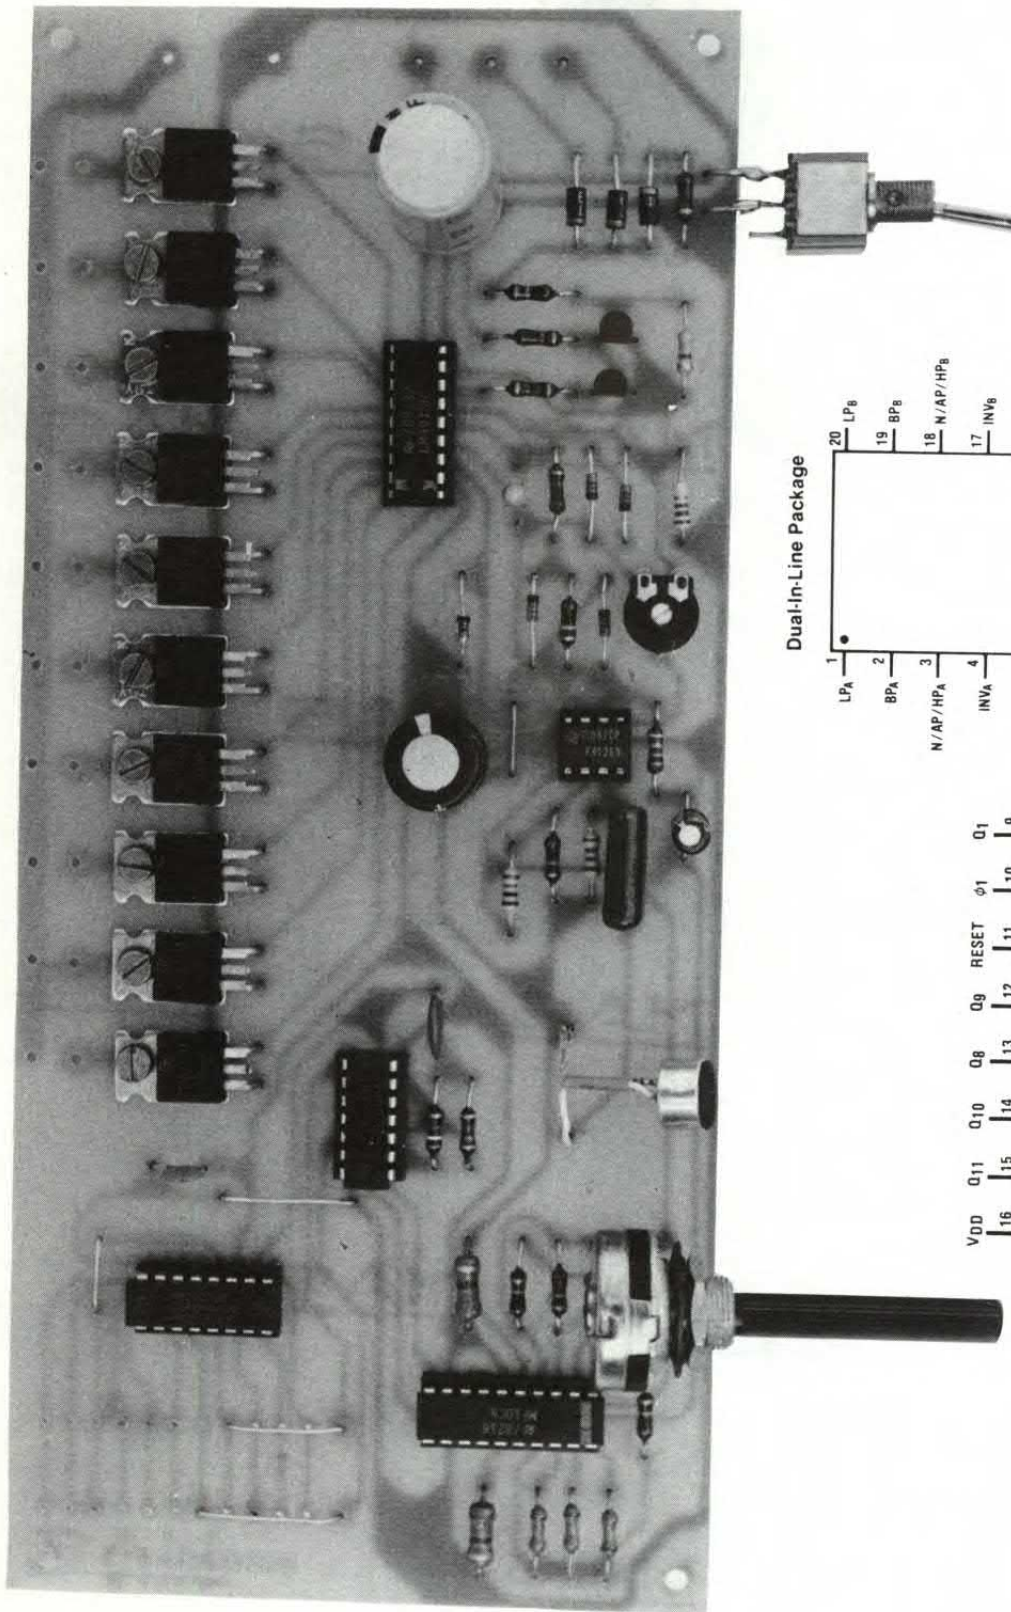 Dual-In-Line Package
1 LPA
2 BPA
3 N/AP/HPA
4 INVA
20 LPB
19 BPB
18 N/AP/HPB
17 INVB
VDD Q11 Q10 Q8 Q9 RESET ϕ1 Q1
16 15 14 13 12 11 10 9